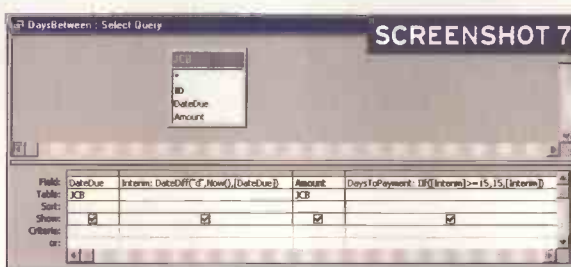 DaysBetween : Select Query
SCREENSHOT 7
JCB
*
ID
DateDue
Amount
Field: DateDue Interim: DateDiff("d",Now(),[DateDue]) Amount DaysToPayment: IIf([Interim]>=15,15,[Interim])
Table: JCB JCB
Sort:
Show:
Criteria:
or: